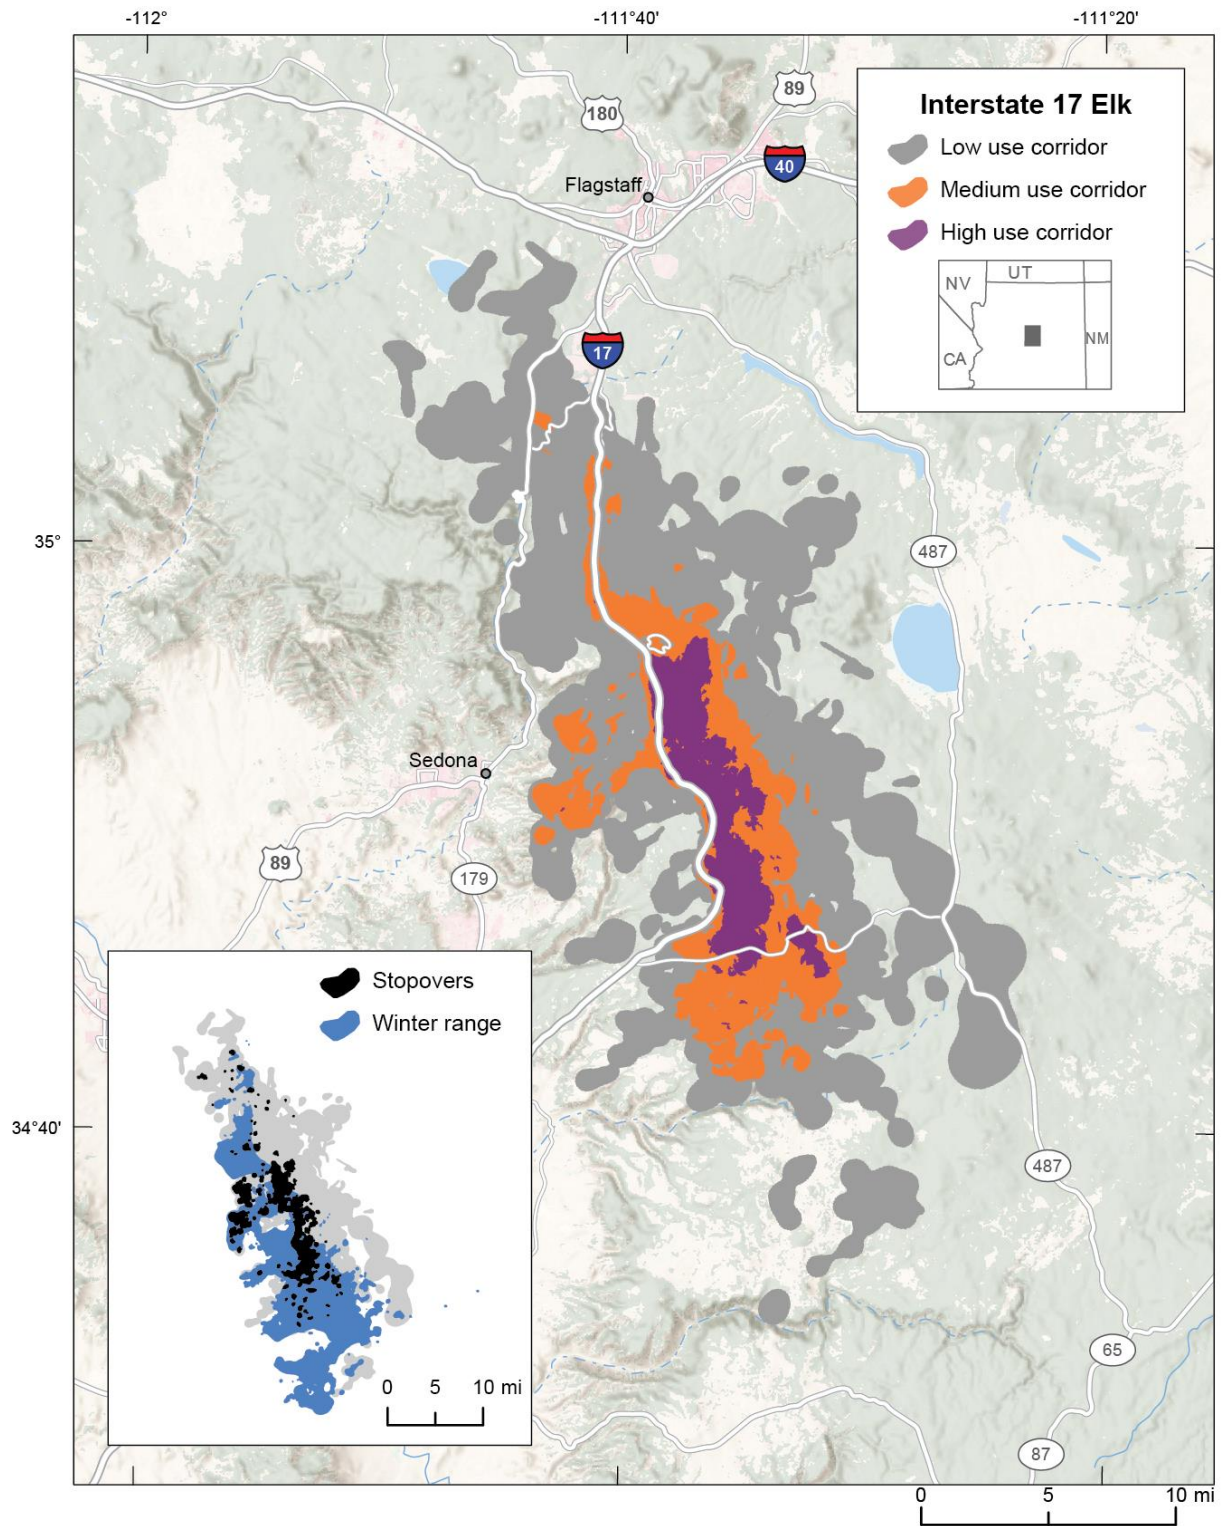 -112°
-111°40'
-111°20'
89
180
Interstate 17 Elk
Low use corridor
40
Flagstaff
Medium use corridor
High use corridor
UT
NV
17
NM
CA
35°
487
Sedona
89
179
Stopovers
Winter range
34°40'
487
65
0 5 10 mi
87
0 5 10 mi